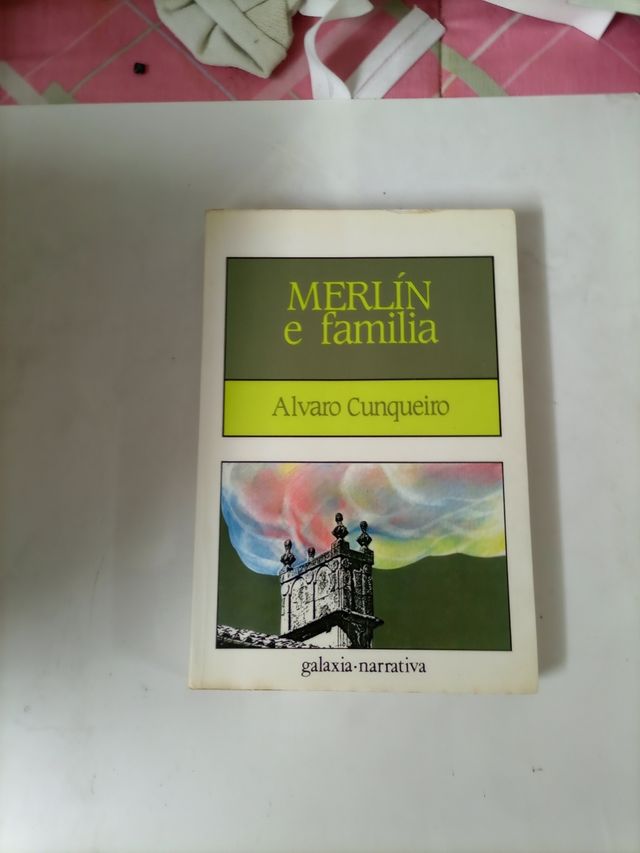 MERLÍN
e familia
Alvaro Cunqueiro
galaxia·narrativa